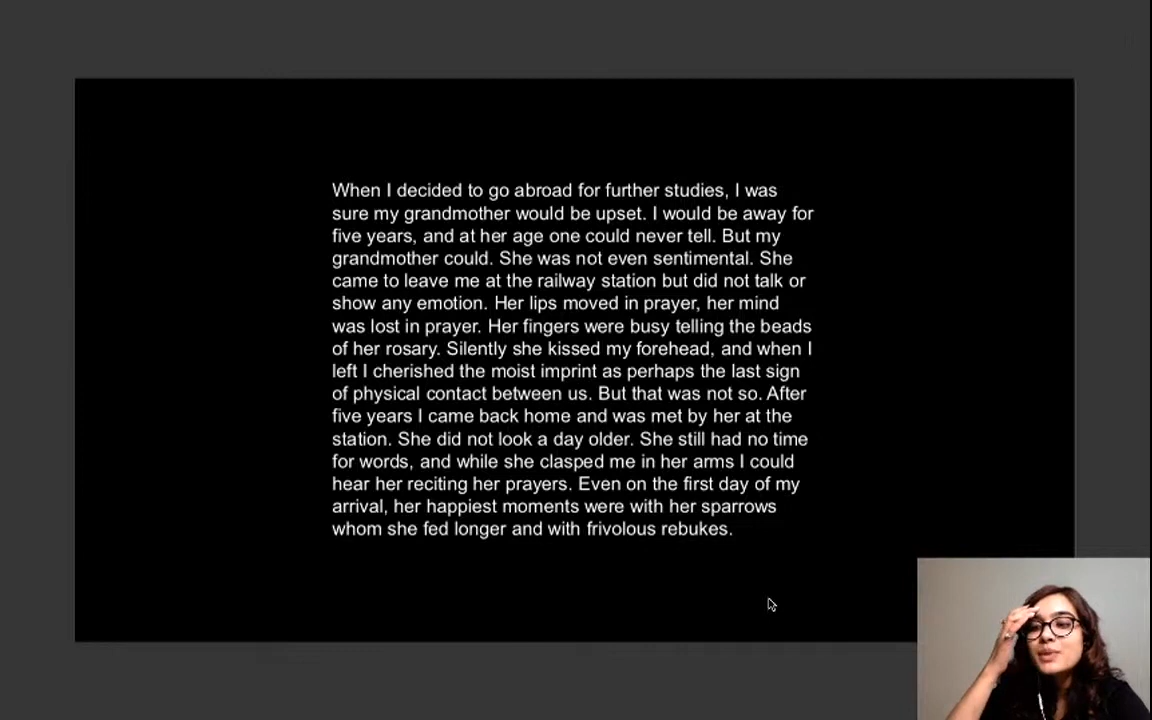 When I decided to go abroad for further studies, I was
sure my grandmother would be upset. I would be away for
five years, and at her age one could never tell. But my
grandmother could. She was not even sentimental. She
came to leave me at the railway station but did not talk or
show any emotion. Her lips moved in prayer, her mind
was lost in prayer. Her fingers were busy telling the beads
of her rosary. Silently she kissed my forehead, and when I
left I cherished the moist imprint as perhaps the last sign
of physical contact between us. But that was not so. After
five years I came back home and was met by her at the
station. She did not look a day older. She still had no time
for words, and while she clasped me in her arms I could
hear her reciting her prayers. Even on the first day of my
arrival, her happiest moments were with her sparrows
whom she fed longer and with frivolous rebukes.